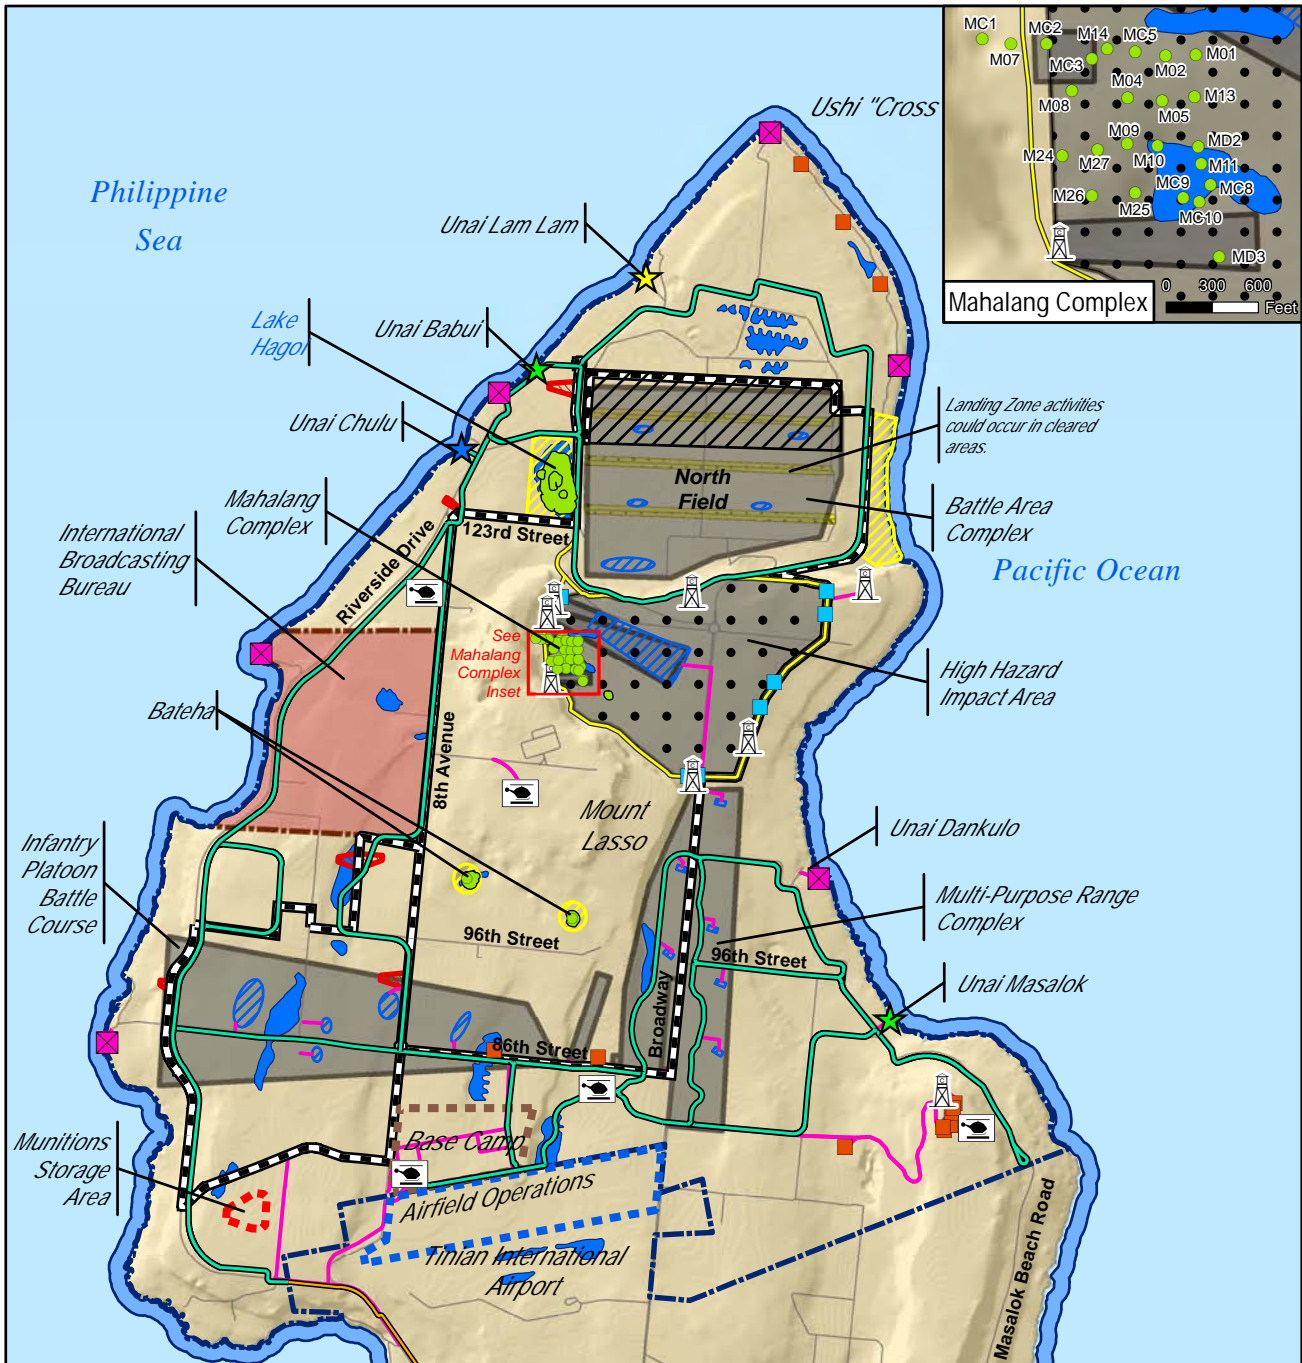 MC1
M07
MC2
MC3
M14
MC5
M02
M01
M08
M04
M05
M13
M24
M27
M09
M10
MD2
M11
M26
M25
MC9
MC8
MC10
MD3
Mahalang Complex
0 300 600
Feet
Ushi "Cross
Philippine
Sea
Unai Lam Lam
Lake
Hagoi
Unai Babui
Unai Chulu
Landing Zone activities
could occur in cleared
areas.
North
Field
Mahalang
Complex
Battle Area
Complex
International
Broadcasting
Bureau
123rd Street
Riverside Drive
Pacific Ocean
See
Mahalang
Complex
Inset
High Hazard
Impact Area
Bateha
8th Avenue
Mount
Lasso
Unai Dankulo
Infantry
Platoon
Battle
Course
Multi-Purpose Range
Complex
96th Street
96th Street
Unai Masalok
Broadway
86th Street
Munitions
Storage
Area
Base Camp
Airfield Operations
Tinian International
Airport
Masalok Beach Road